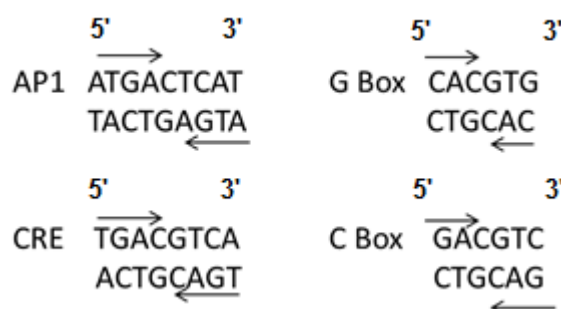 5' 3'
AP1 ATGACTCAT
TACTGAGTA
5' 3'
G Box CACGTG
CTGCAC
5' 3'
CRE TGACGTCA
ACTGCAGT
5' 3'
C Box GACGTC
CTGCAG